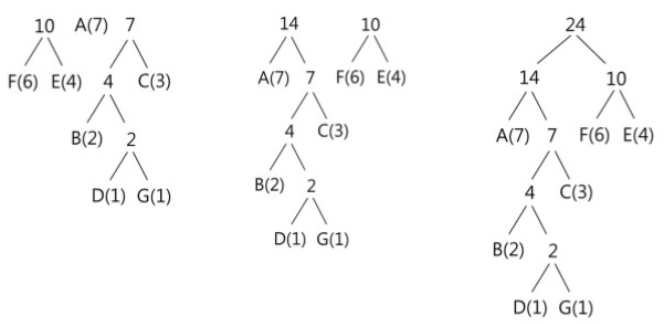 10 A(7) 7
F(6) E(4) 4 C(3)
B(2) 2
D(1) G(1)
14 10
A(7) 7 F(6) E(4)
4 C(3)
B(2) 2
D(1) G(1)
24
14 10
A(7) 7 F(6) E(4)
4 C(3)
B(2) 2
D(1) G(1)